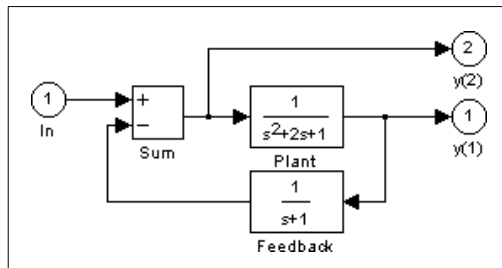 2
y(2)
1
In
+
−
Sum
1
s²+2s+1
Plant
1
y(1)
1
s+1
Feedback